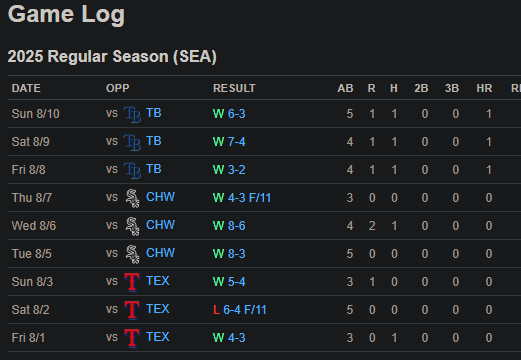 Game Log
2025 Regular Season (SEA)
DATE OPP RESULT AB R H 2B 3B HR
Sun 8/10 vs TB TB W 6-3 5 1 1 0 0 1
Sat 8/9 vs TB TB W 7-4 4 1 1 0 0 1
Fri 8/8 vs TB TB W 3-2 4 1 1 0 0 1
Thu 8/7 vs Sox CHW W 4-3 F/11 3 0 0 0 0 0
Wed 8/6 vs Sox CHW W 8-6 4 2 1 0 0 0
Tue 8/5 vs Sox CHW W 8-3 5 0 0 0 0 0
Sun 8/3 vs T TEX W 5-4 3 1 0 0 0 0
Sat 8/2 vs T TEX L 6-4 F/11 5 0 0 0 0 0
Fri 8/1 vs T TEX W 4-3 3 0 1 0 0 0